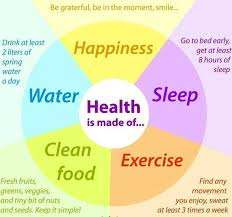 Be grateful, be in the moment, smile...
Drink at least
2 liters of
spring
water
a day
Go to bed early,
get at least
8 hours of
sleep
Happiness
Water
Sleep
Health
is made of...
Clean
food
Exercise
Fresh fruits,
greens, veggies,
and tiny bit of nuts
and seeds. Keep it simple!
Find any
movement
you enjoy, sweat
at least 3 times a week